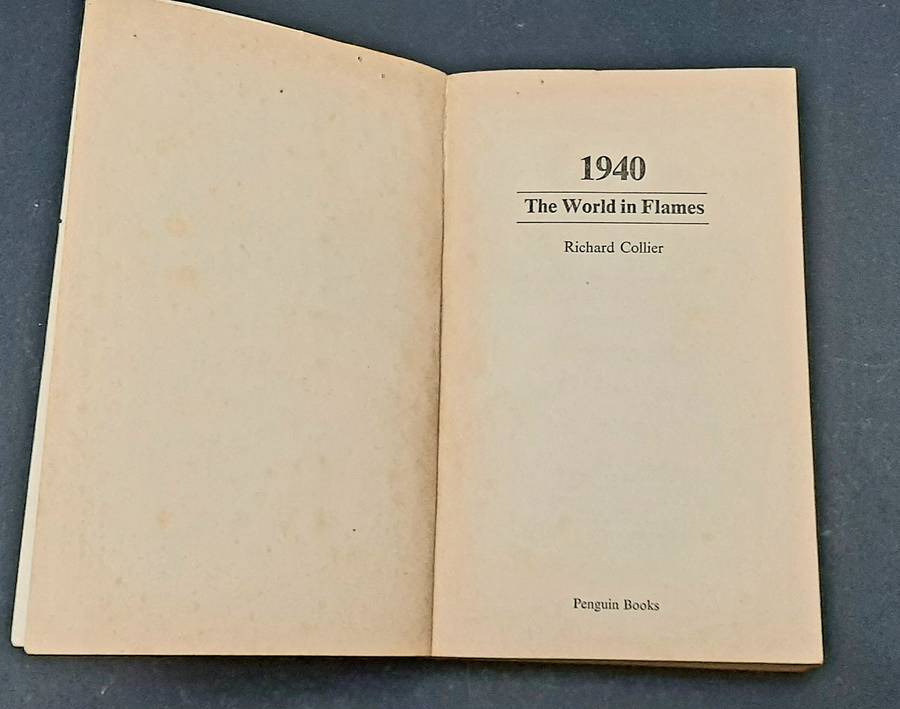 1940
The World in Flames
Richard Collier
Penguin Books